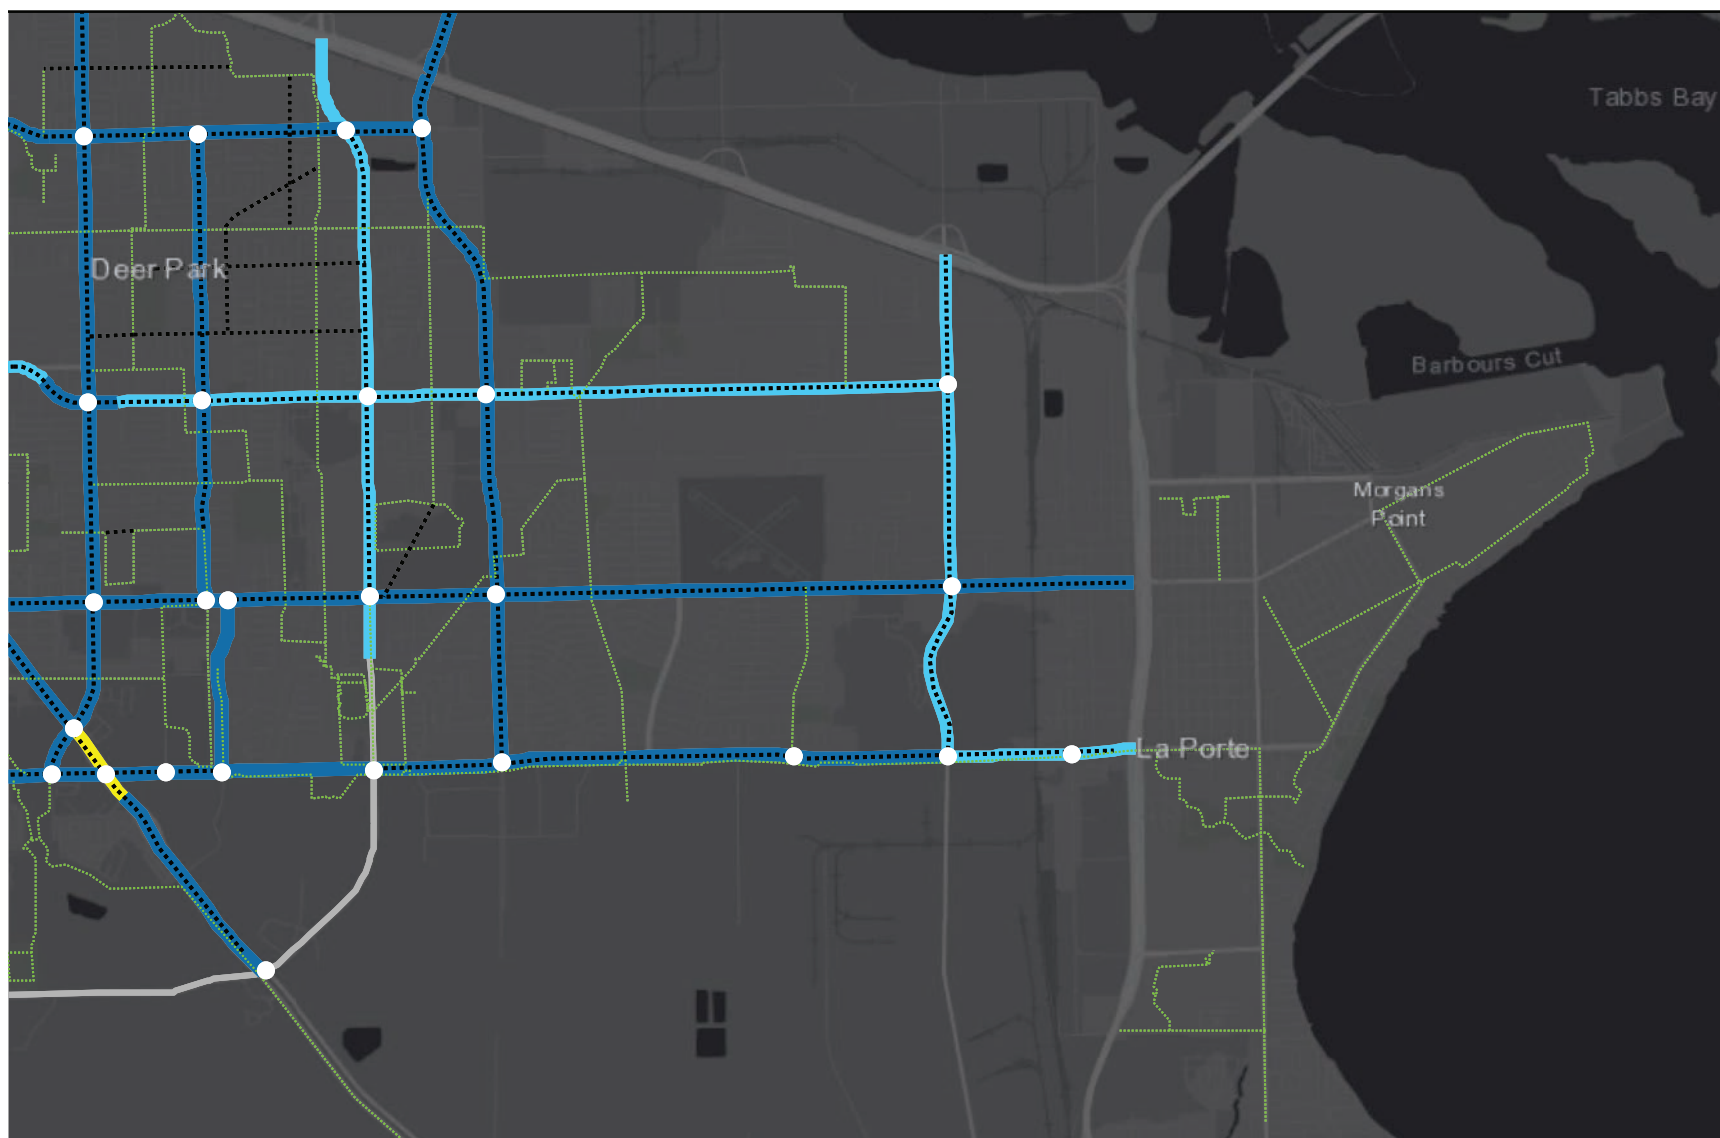 Tabbs Bay
Deer Park
Barbours Cut
Morgans
Point
La Porte